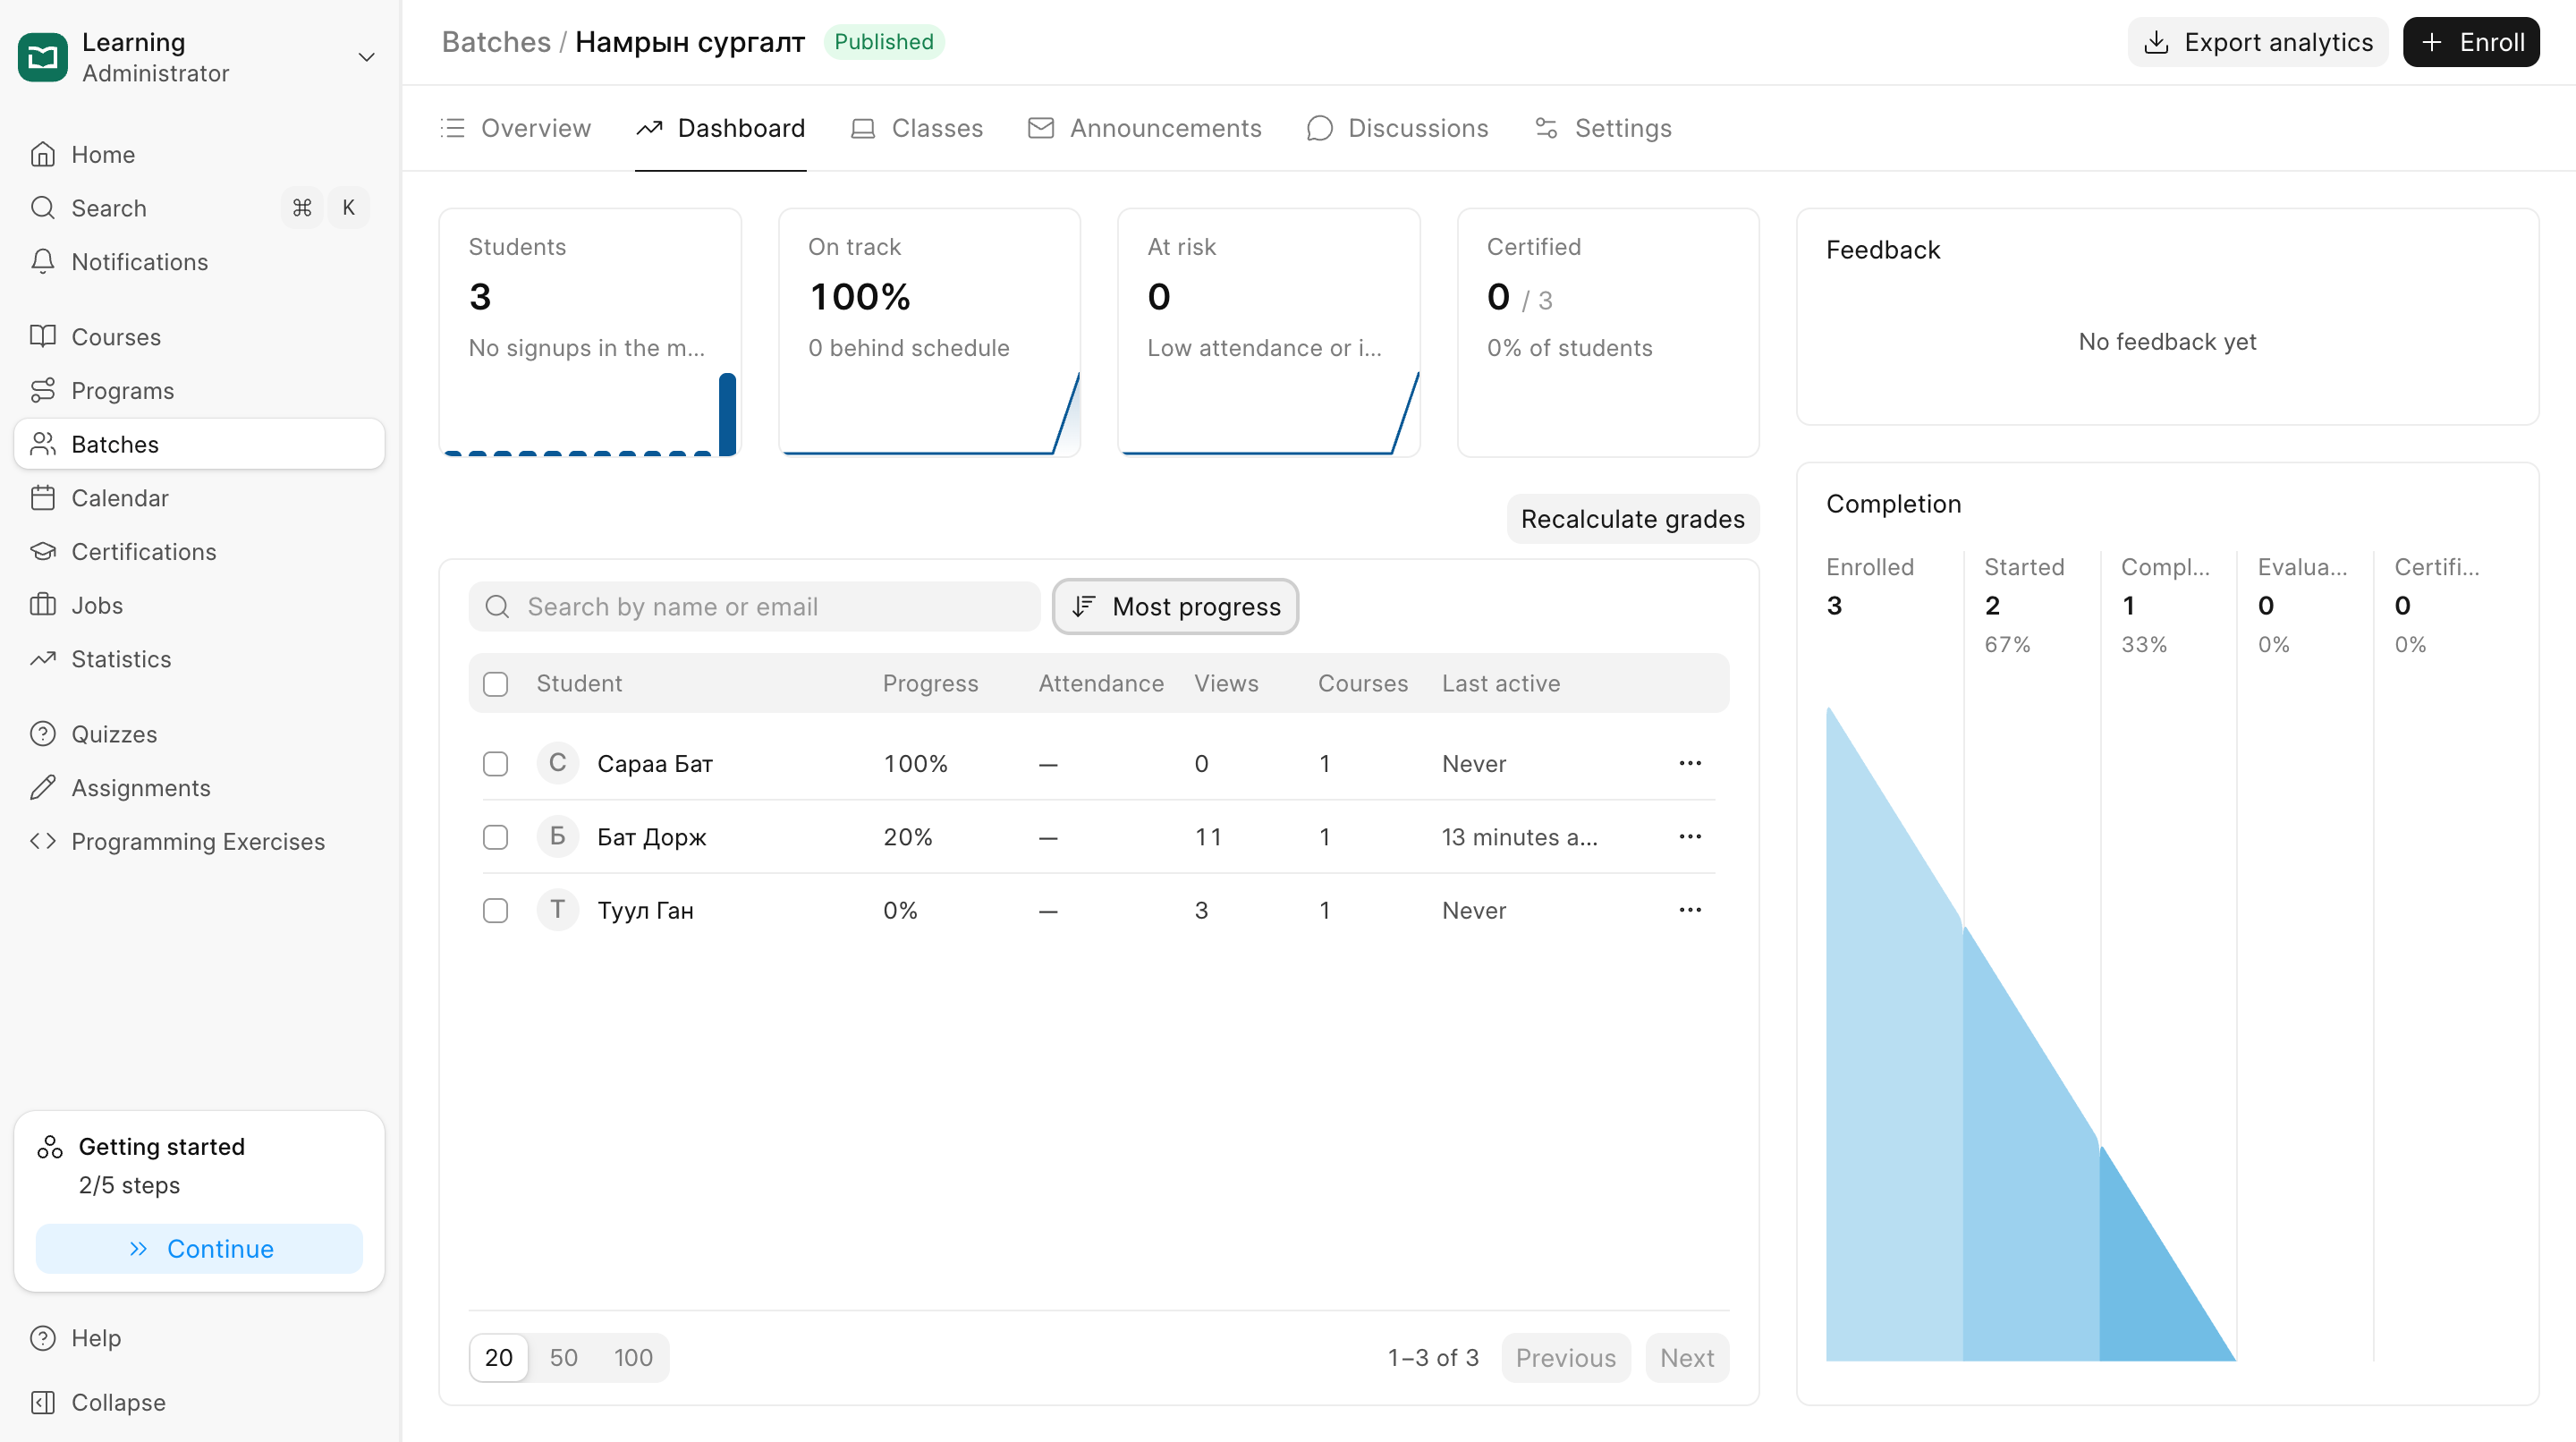 Learning
Administrator
Home
Search ⌘ K
Notifications
Courses
Programs
Batches
Calendar
Certifications
Jobs
Statistics
Quizzes
Assignments
Programming Exercises
Getting started
2/5 steps
Continue
Help
Collapse
Batches / Намрын сургалт Published
Export analytics
Enroll
Overview Dashboard Classes Announcements Discussions Settings
Students
3
No signups in the m...
On track
100%
0 behind schedule
At risk
0
Low attendance or i...
Certified
0 / 3
0% of students
Recalculate grades
Search by name or email
Most progress
Student Progress Attendance Views Courses Last active
С Сараа Бат 100% — 0 1 Never ...
Б Бат Дорж 20% — 11 1 13 minutes a... ...
Т Туул Ган 0% — 3 1 Never ...
20 50 100
1–3 of 3 Previous Next
Feedback
No feedback yet
Completion
Enrolled Started Compl... Evalua... Certifi...
3 2 1 0 0
67% 33% 0% 0%